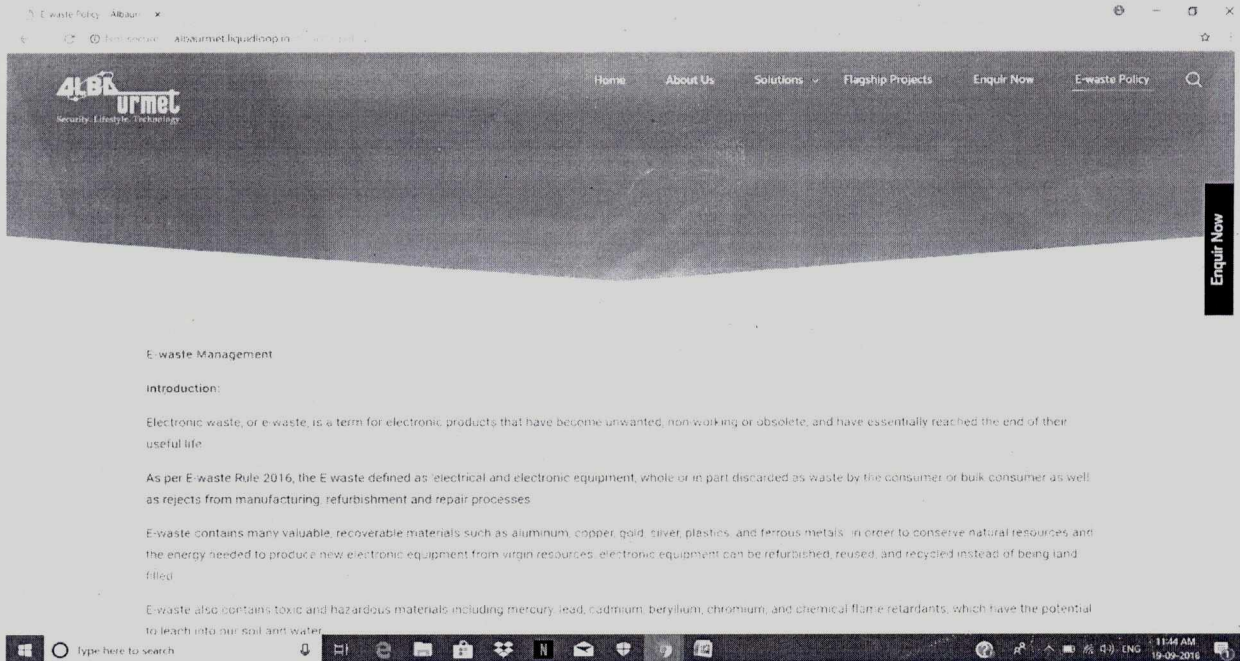 E-waste Policy - Albaur
albaurmet.liquidloop.in
ALBA
urmet
Security. Lifestyle. Technology
Home About Us Solutions Flagship Projects Enquir Now E-waste Policy
Enquir Now
E-waste Management
Introduction:
Electronic waste, or e-waste, is a term for electronic products that have become unwanted, non-working or obsolete, and have essentially reached the end of their
useful life.
As per E-waste Rule 2016, the E waste defined as 'electrical and electronic equipment, whole or in part discarded as waste by the consumer or bulk consumer as well
as rejects from manufacturing, refurbishment and repair processes
E-waste contains many valuable, recoverable materials such as aluminum, copper, gold, silver, plastics, and ferrous metals. In order to conserve natural resources and
the energy needed to produce new electronic equipment from virgin resources, electronic equipment can be refurbished, reused, and recycled instead of being land
filled
E-waste also contains toxic and hazardous materials including mercury, lead, cadmium, beryllium, chromium, and chemical flame retardants, which have the potential
to leach into our soil and water
Type here to search
N
ENG
11:44 AM
19-09-2018